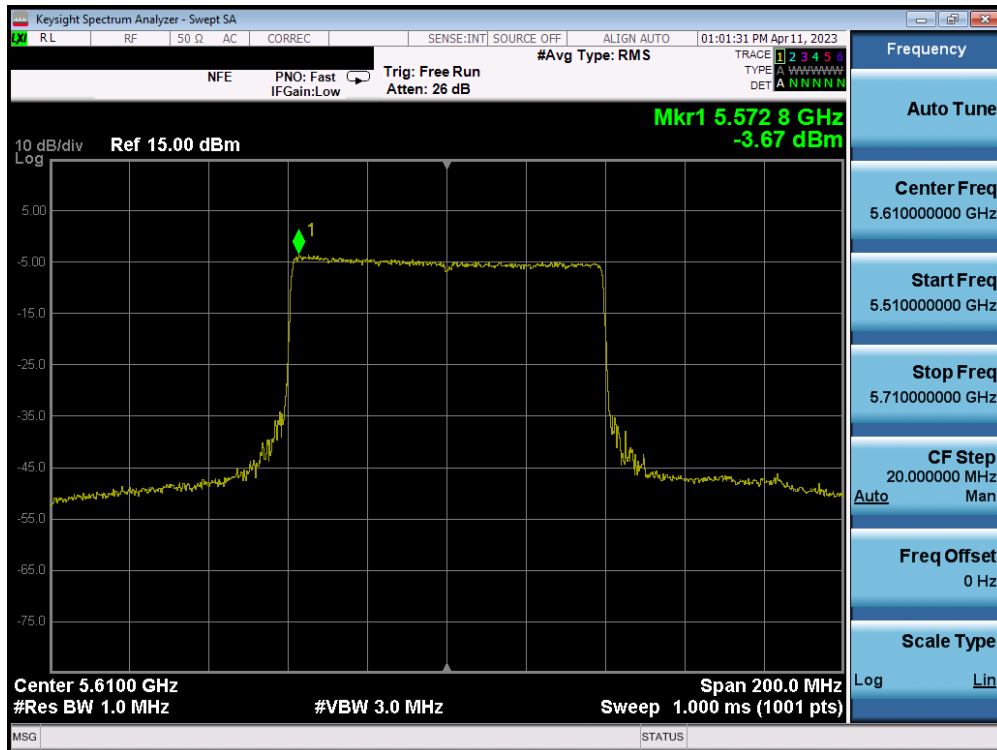 Keysight Spectrum Analyzer - Swept SA
LXI RL RF 50 Ω AC CORREC SENSE:INT SOURCE OFF ALIGN AUTO 01:01:31 PM Apr 11, 2023
#Avg Type: RMS
TRACE 1 2 3 4 5 6
NFE PNO: Fast Trig: Free Run TYPE A WWWWW
IFGain:Low Atten: 26 dB DET A N N N N N
Mkr1 5.572 8 GHz
-3.67 dBm
10 dB/div Ref 15.00 dBm
Log
5.00
1
-5.00
-15.0
-25.0
-35.0
-45.0
-55.0
-65.0
-75.0
Center 5.6100 GHz Span 200.0 MHz
#Res BW 1.0 MHz #VBW 3.0 MHz Sweep 1.000 ms (1001 pts)
MSG STATUS
Frequency
Auto Tune
Center Freq
5.610000000 GHz
Start Freq
5.510000000 GHz
Stop Freq
5.710000000 GHz
CF Step
20.000000 MHz
Auto Man
Freq Offset
0 Hz
Scale Type
Log Lin